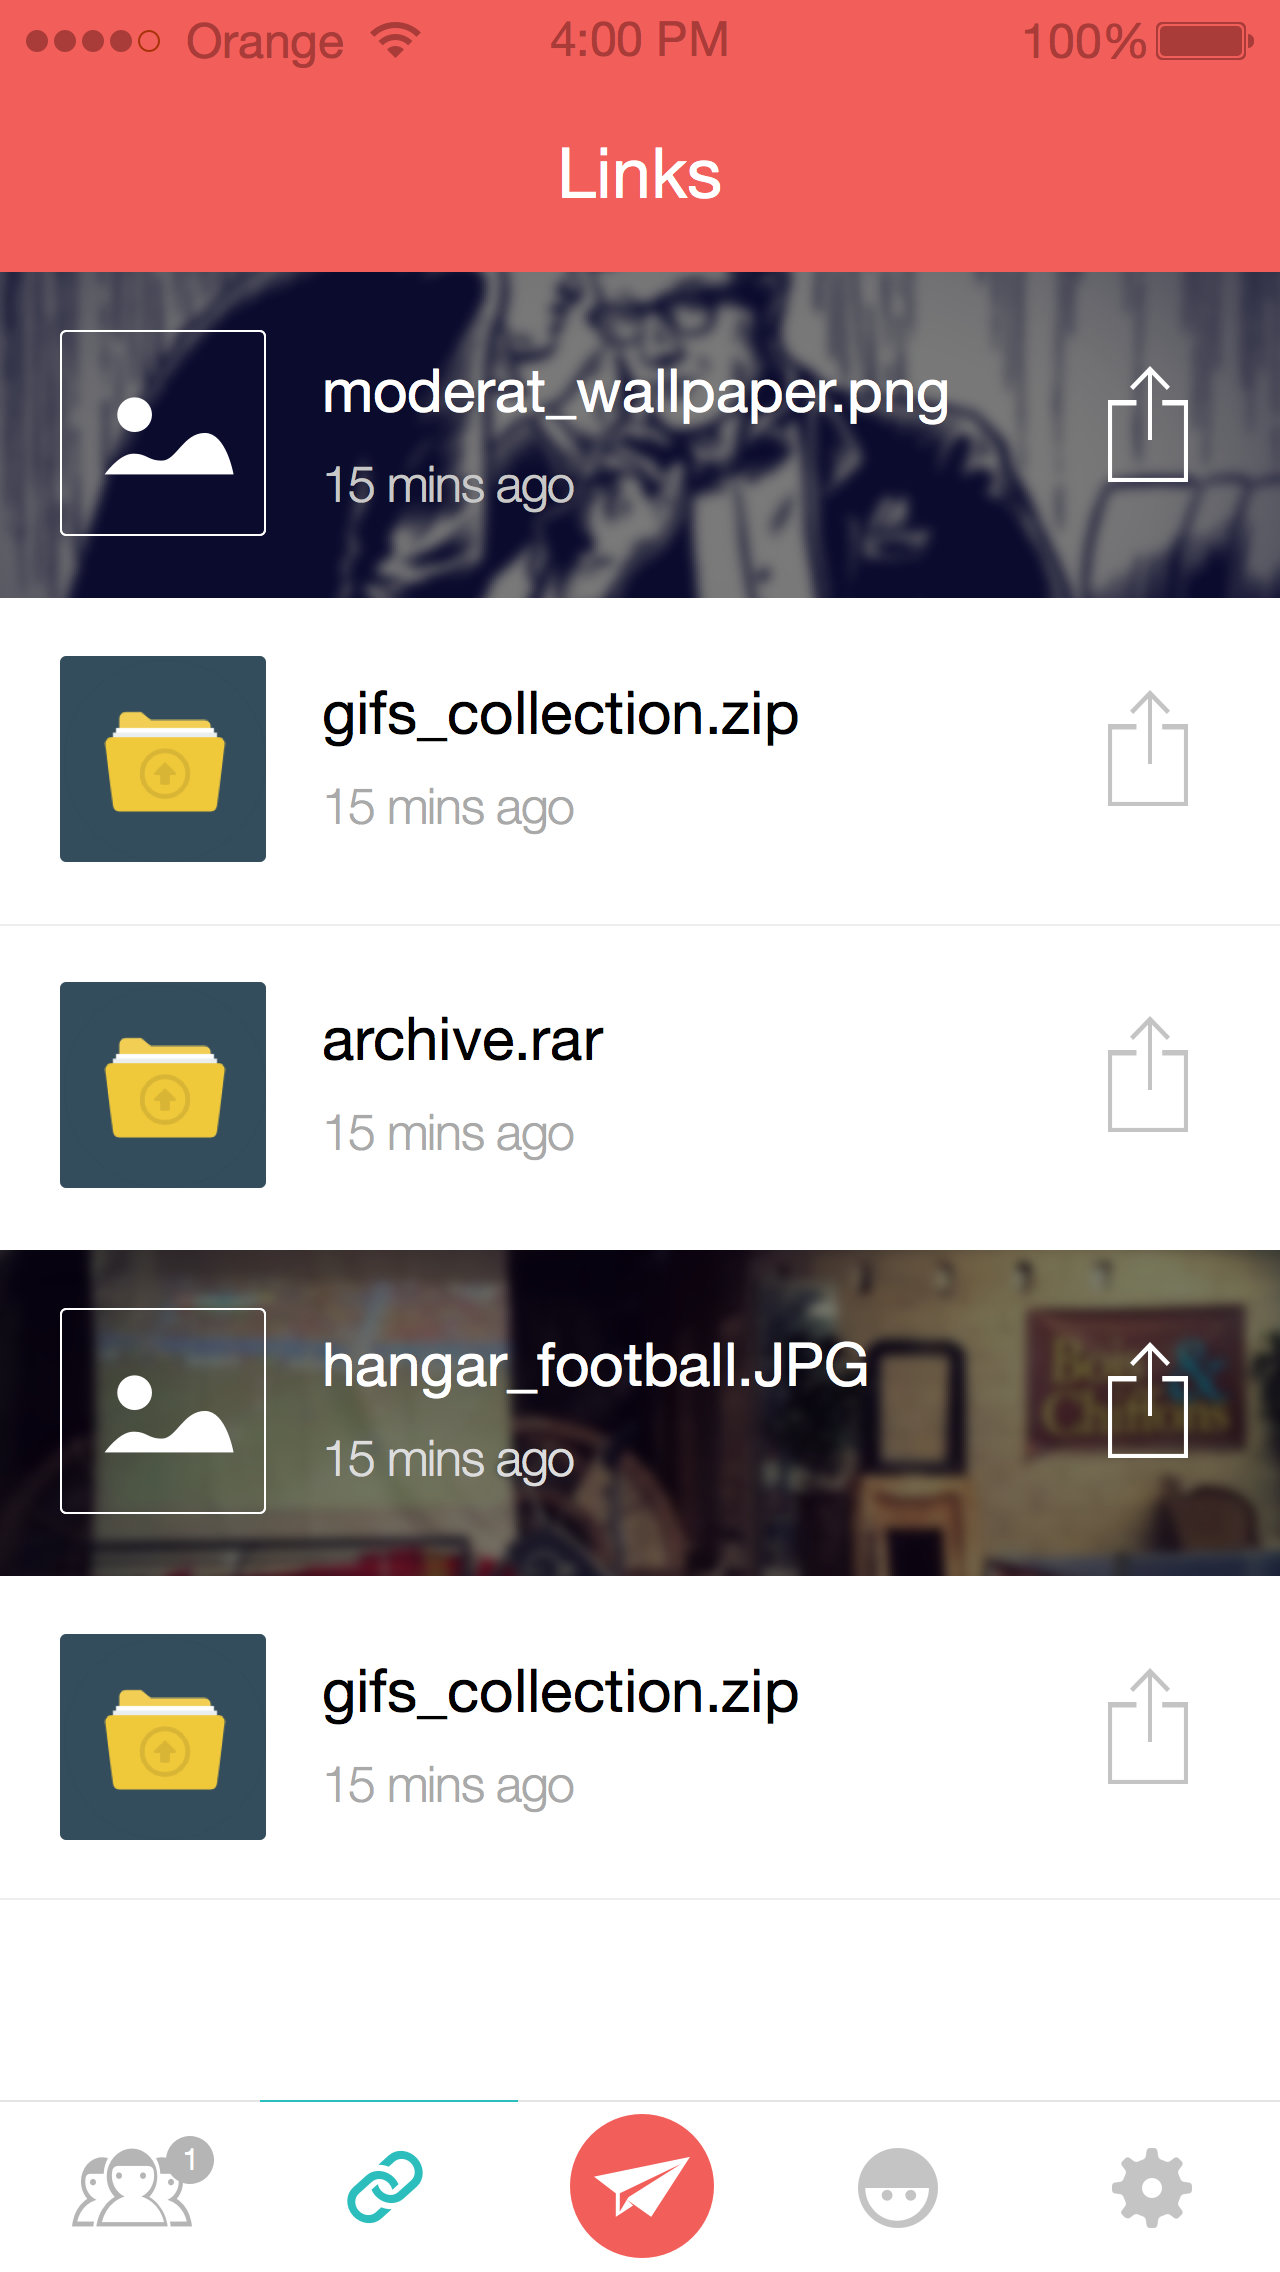 Orange 4:00 PM 100%
Links
moderat_wallpaper.png
15 mins ago
gifs_collection.zip
15 mins ago
archive.rar
15 mins ago
hangar_football.JPG
15 mins ago
&
Chiffons
gifs_collection.zip
15 mins ago
1